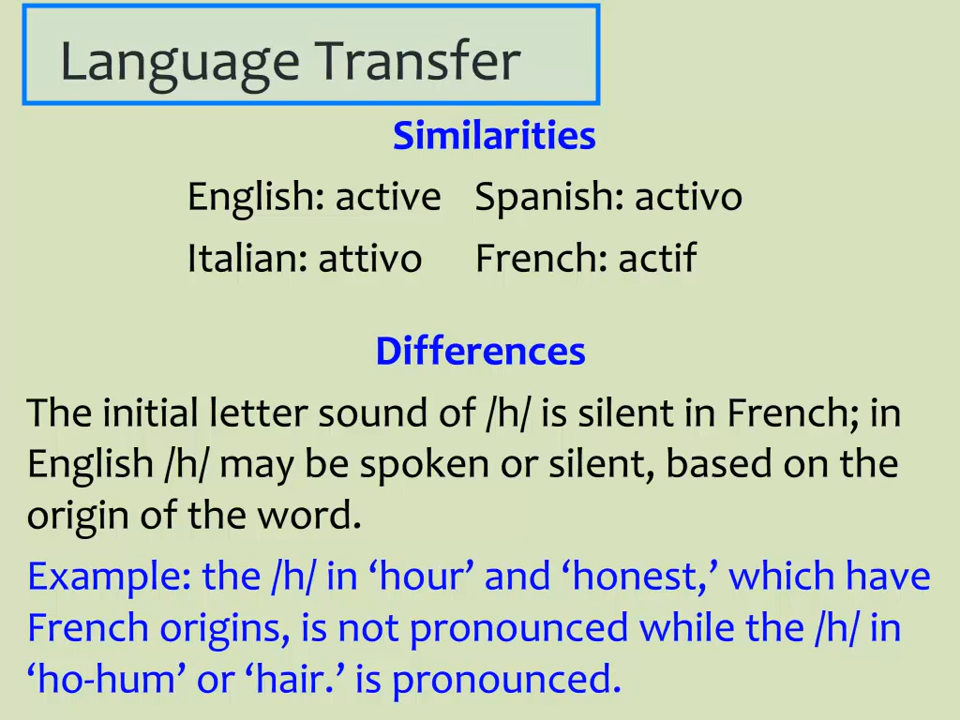 Language Transfer
Similarities
English: active Spanish: activo
Italian: attivo French: actif
Differences
The initial letter sound of /h/ is silent in French; in
English /h/ may be spoken or silent, based on the
origin of the word.
Example: the /h/ in ‘hour’ and ‘honest,’ which have
French origins, is not pronounced while the /h/ in
‘ho-hum’ or ‘hair.’ is pronounced.